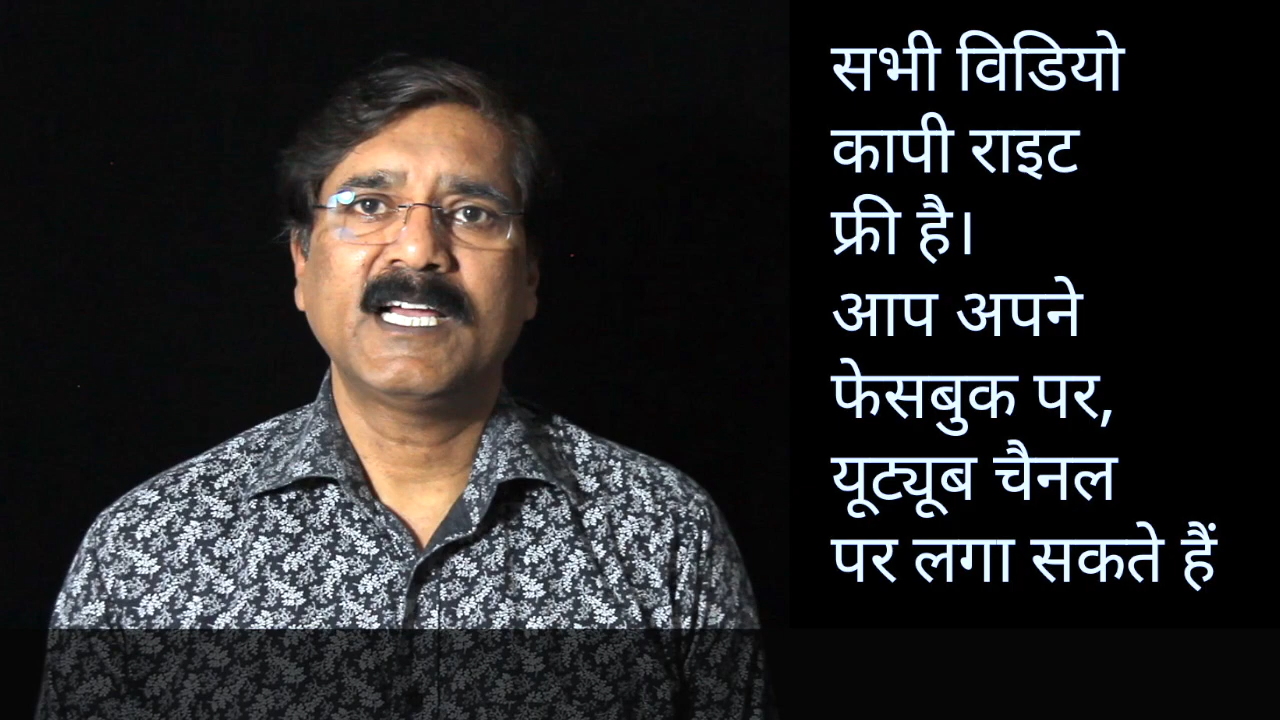 सभी विडियो
कापी राइट
फ्री है।
आप अपने
फेसबुक पर,
यूट्यूब चैनल
पर लगा सकते हैं